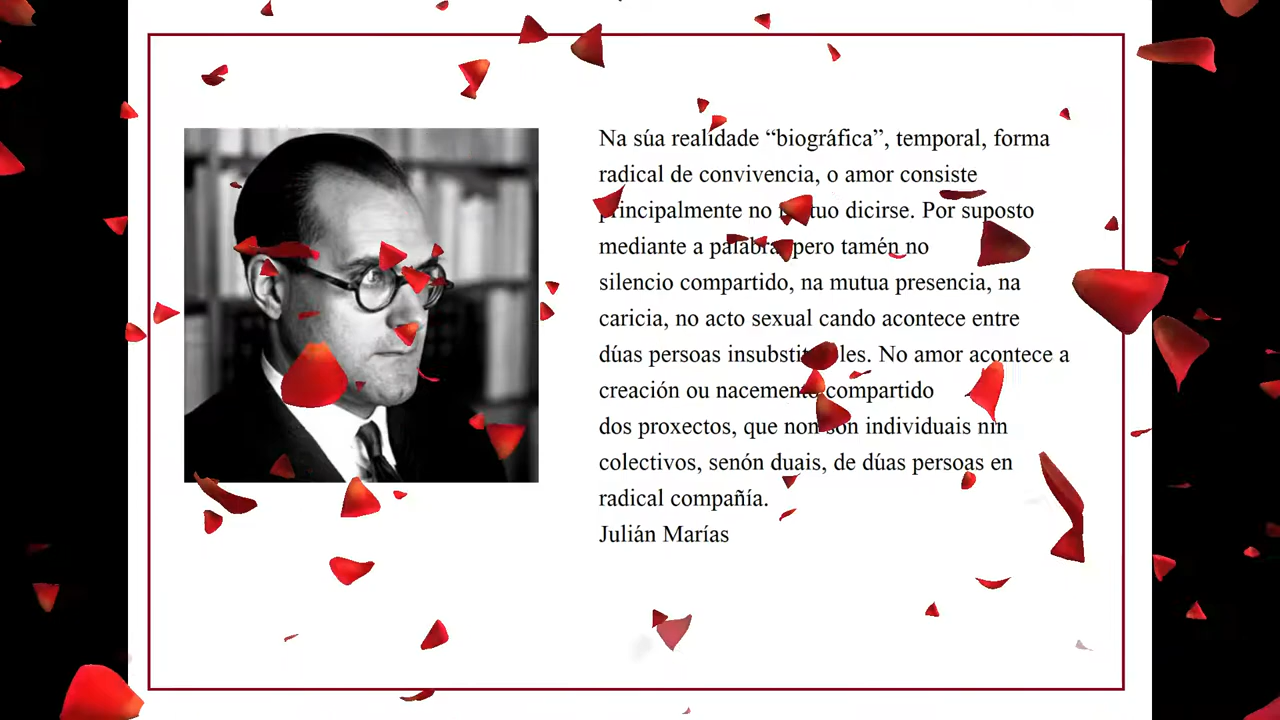 Na súa realidade “biográfica”, temporal, forma
radical de convivencia, o amor consiste
principalmente no mutuo dicirse. Por suposto
mediante a palabra, pero tamén no
silencio compartido, na mutua presencia, na
caricia, no acto sexual cando acontece entre
dúas persoas insubstituíbles. No amor acontece a
creación ou nacemento compartido
dos proxectos, que non son individuais nin
colectivos, senón duais, de dúas persoas en
radical compañía.
Julián Marías